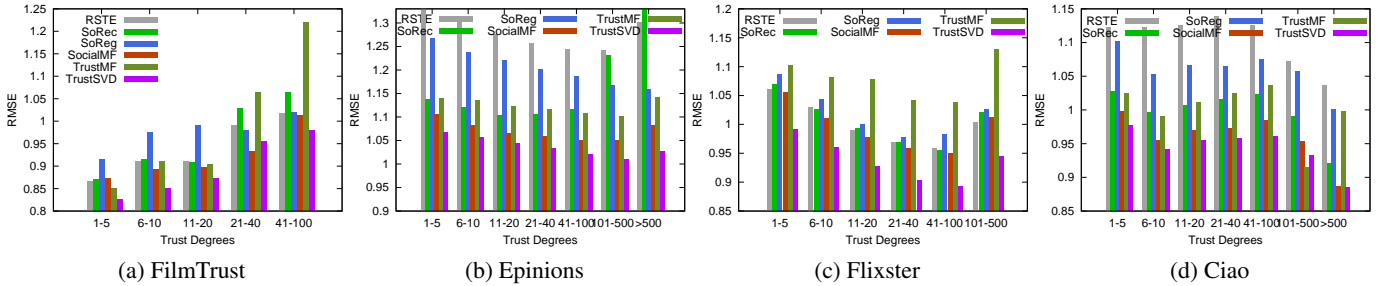 RSTE
SoRec
SoReg
SocialMF
TrustMF
TrustSVD
RMSE
1.25
1.2
1.15
1.1
1.05
1
0.95
0.9
0.85
0.8
1-5 6-10 11-20 21-40 41-100
Trust Degrees
(a) FilmTrust
RSTE SoReg TrustMF
SoRec SocialMF TrustSVD
RMSE
1.3
1.25
1.2
1.15
1.1
1.05
1
0.95
0.9
1-5 6-10 11-20 21-40 41-100 101-500 >500
Trust Degrees
(b) Epinions
RSTE SoReg TrustMF
SoRec SocialMF TrustSVD
RMSE
1.2
1.15
1.1
1.05
1
0.95
0.9
0.85
1-5 6-10 11-20 21-40 41-100 101-500
Trust Degrees
(c) Flixster
RSTE SoReg TrustMF
SoRec SocialMF TrustSVD
RMSE
1.15
1.1
1.05
1
0.95
0.9
0.85
1-5 6-10 11-20 21-40 41-100 101-500 >500
Trust Degrees
(d) Ciao